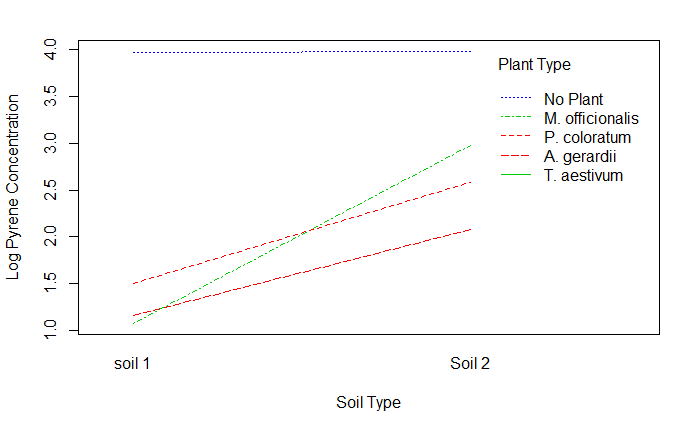 Plant Type
No Plant
M. officionalis
P. coloratum
A. gerardii
T. aestivum
Log Pyrene Concentration
4.0
3.5
3.0
2.5
2.0
1.5
1.0
soil 1
Soil 2
Soil Type